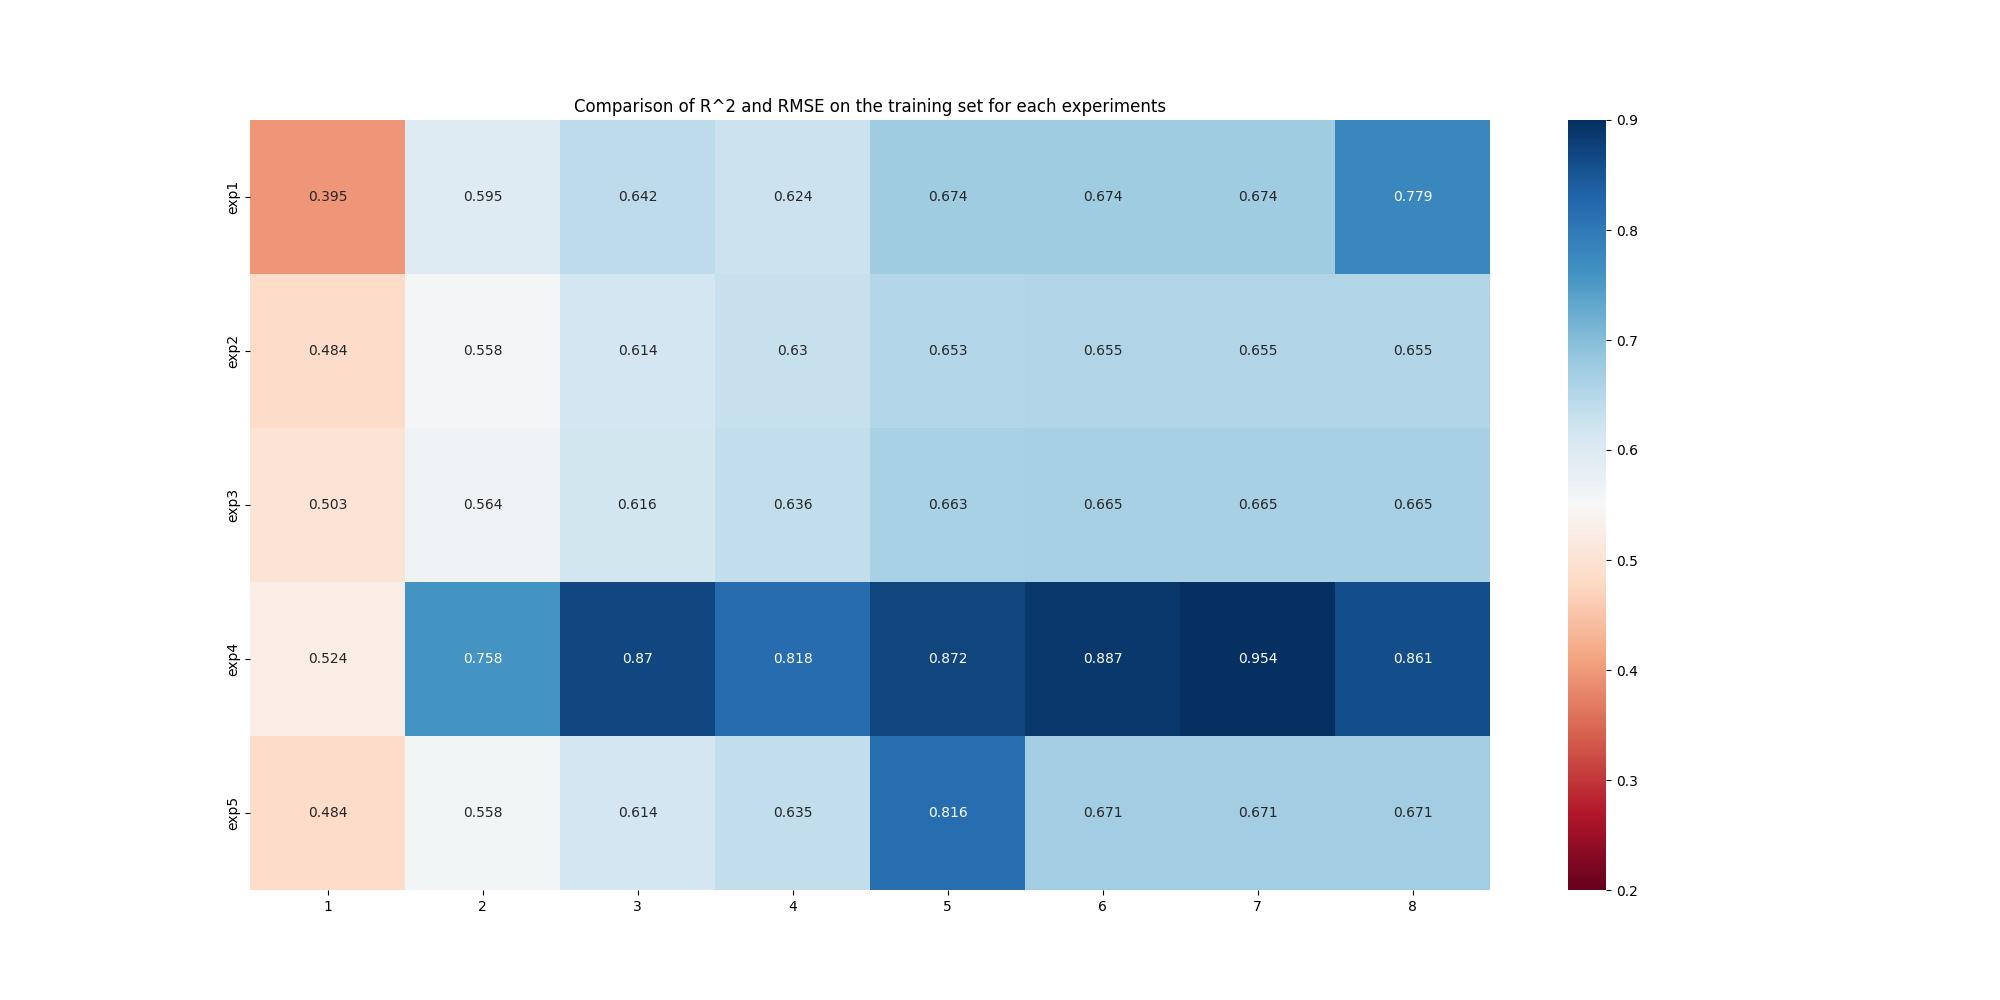 Comparison of R^2 and RMSE on the training set for each experiments
exp1 0.395 0.595 0.642 0.624 0.674 0.674 0.674 0.779
exp2 0.484 0.558 0.614 0.63 0.653 0.655 0.655 0.655
exp3 0.503 0.564 0.616 0.636 0.663 0.665 0.665 0.665
exp4 0.524 0.758 0.87 0.818 0.872 0.887 0.954 0.861
exp5 0.484 0.558 0.614 0.635 0.816 0.671 0.671 0.671
1 2 3 4 5 6 7 8
0.9
0.8
0.7
0.6
0.5
0.4
0.3
0.2